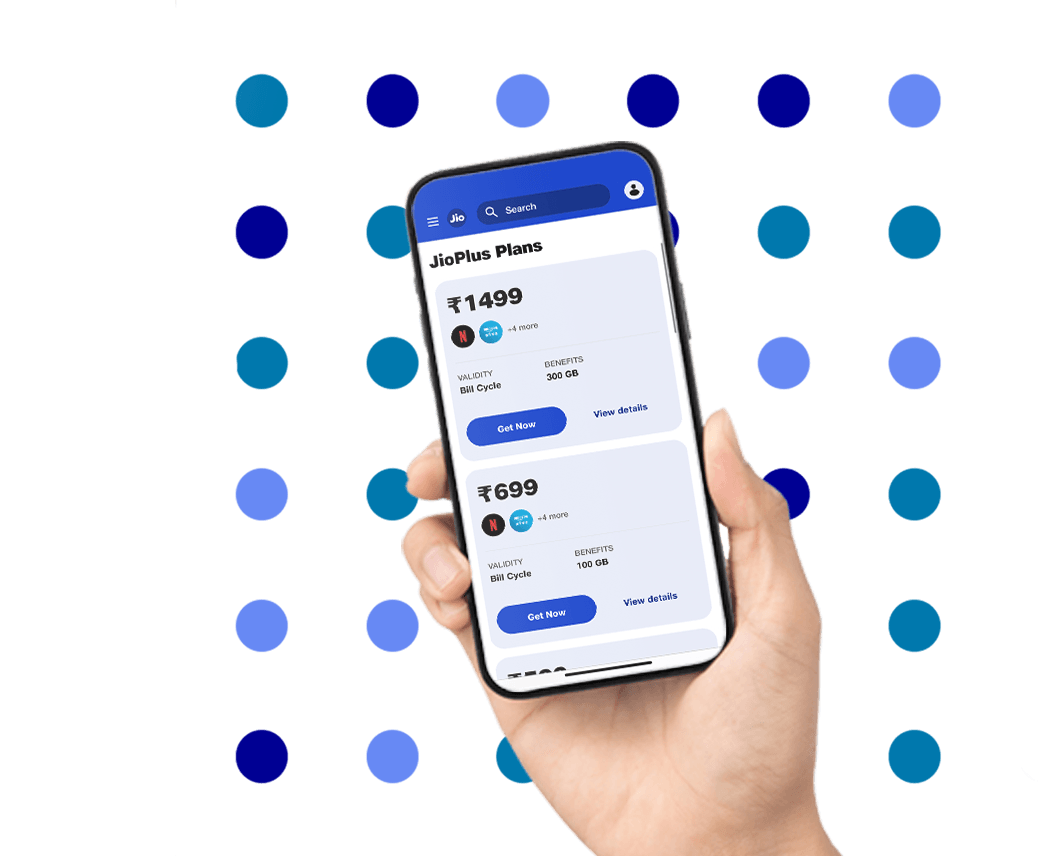 Jio
Search
JioPlus Plans
₹1499
N
+4 more
VALIDITY
BENEFITS
Bill Cycle
300 GB
Get Now
View details
₹699
N
+4 more
VALIDITY
BENEFITS
Bill Cycle
100 GB
Get Now
View details